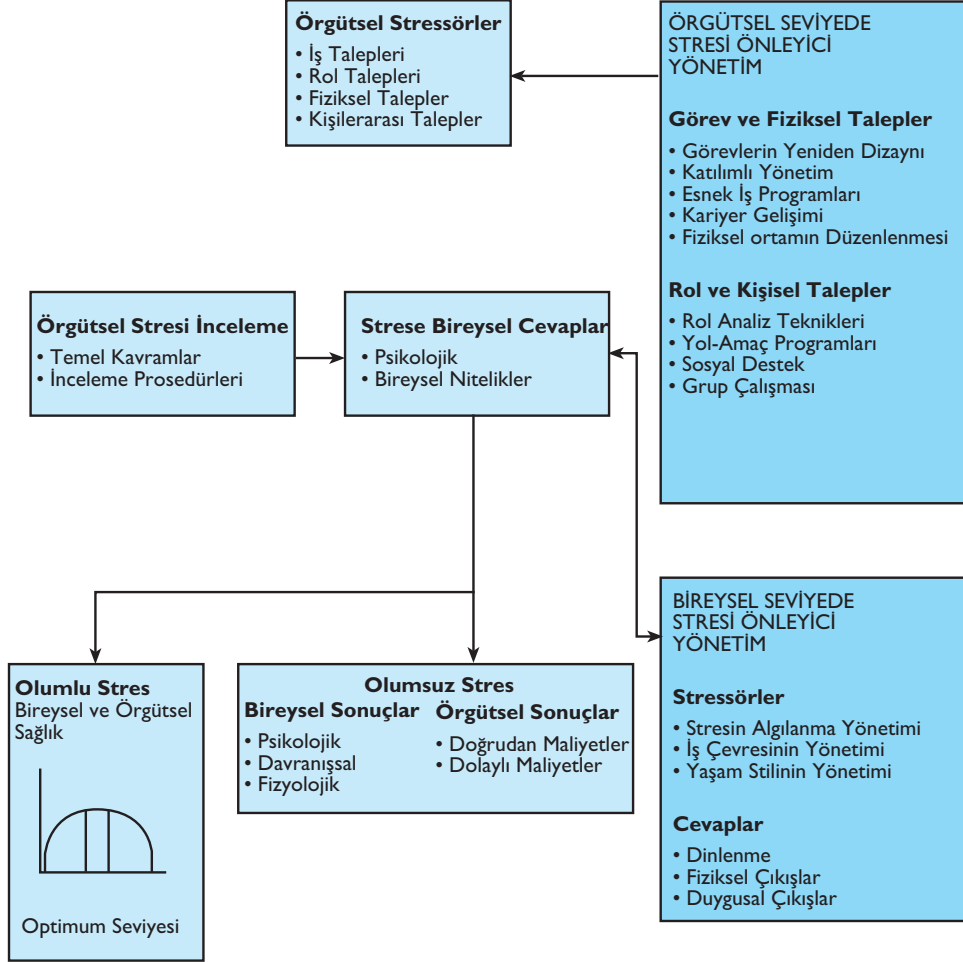 Örgütsel Stressörler
• İş Talepleri
• Rol Talepleri
• Fiziksel Talepler
• Kişilerarası Talepler
ÖRGÜTSEL SEVİYEDE
STRESİ ÖNLEYİCİ
YÖNETİM
Görev ve Fiziksel Talepler
• Görevlerin Yeniden Dizaynı
• Katılımlı Yönetim
• Esnek İş Programları
• Kariyer Gelişimi
• Fiziksel ortamın Düzenlenmesi
Rol ve Kişisel Talepler
• Rol Analiz Teknikleri
• Yol-Amaç Programları
• Sosyal Destek
• Grup Çalışması
Örgütsel Stresi İnceleme
• Temel Kavramlar
• İnceleme Prosedürleri
Strese Bireysel Cevaplar
• Psikolojik
• Bireysel Nitelikler
Olumlu Stres
Bireysel ve Örgütsel
Sağlık
Optimum Seviyesi
Olumsuz Stres
Bireysel Sonuçlar
• Psikolojik
• Davranışsal
• Fizyolojik
Örgütsel Sonuçlar
• Doğrudan Maliyetler
• Dolaylı Maliyetler
BİREYSEL SEVİYEDE
STRESİ ÖNLEYİCİ
YÖNETİM
Stressörler
• Stresin Algılanma Yönetimi
• İş Çevresinin Yönetimi
• Yaşam Stilinin Yönetimi
Cevaplar
• Dinlenme
• Fiziksel Çıkışlar
• Duygusal Çıkışlar